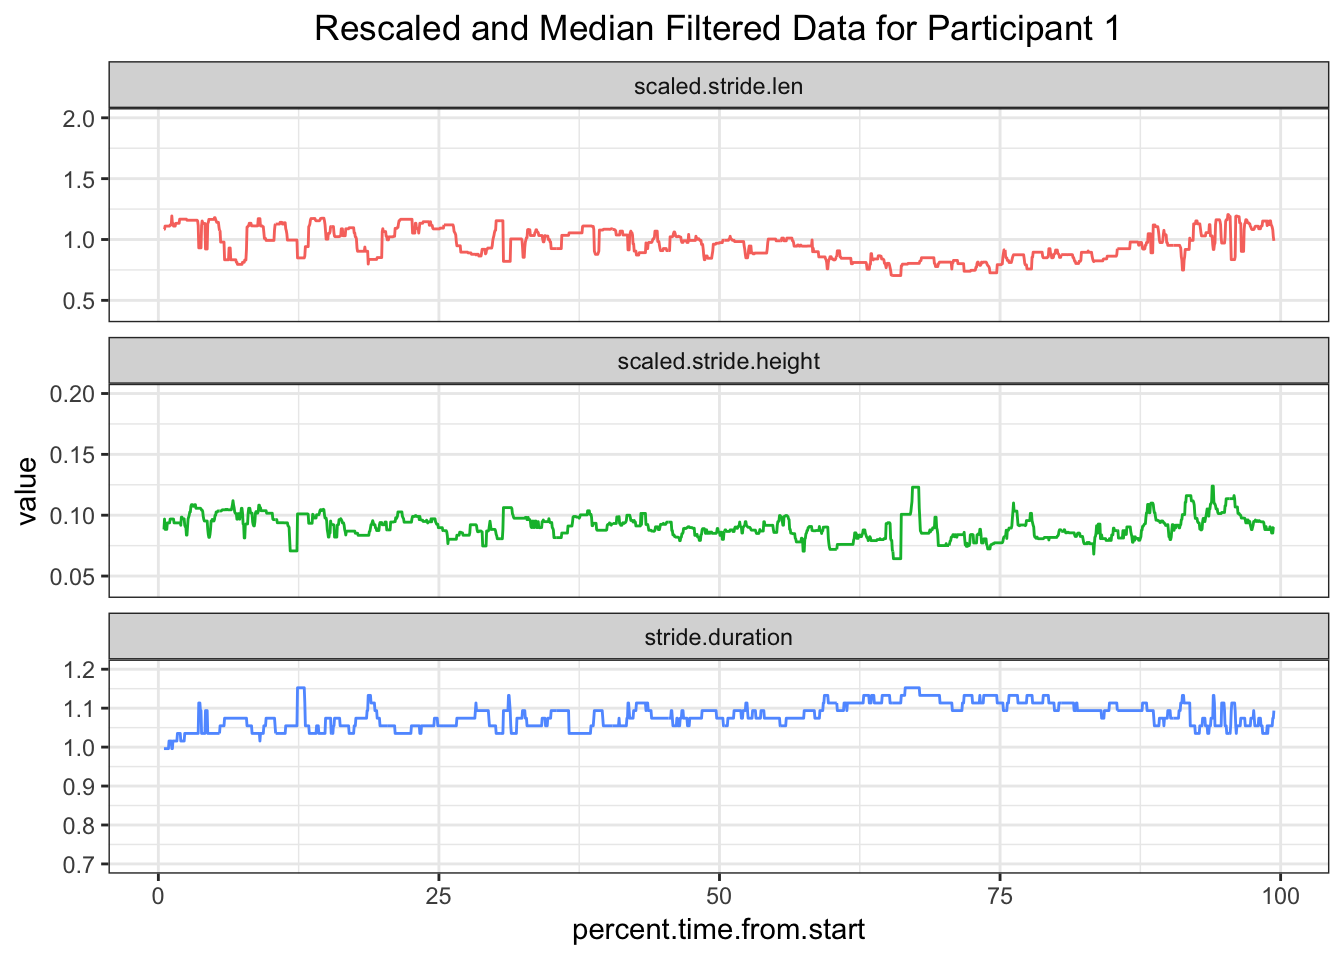 Rescaled and Median Filtered Data for Participant 1
scaled.stride.len
2.0
1.5
1.0
0.5
scaled.stride.height
0.20
0.15
0.10
0.05
value
stride.duration
1.2
1.1
1.0
0.9
0.8
0.7
0 25 50 75 100
percent.time.from.start